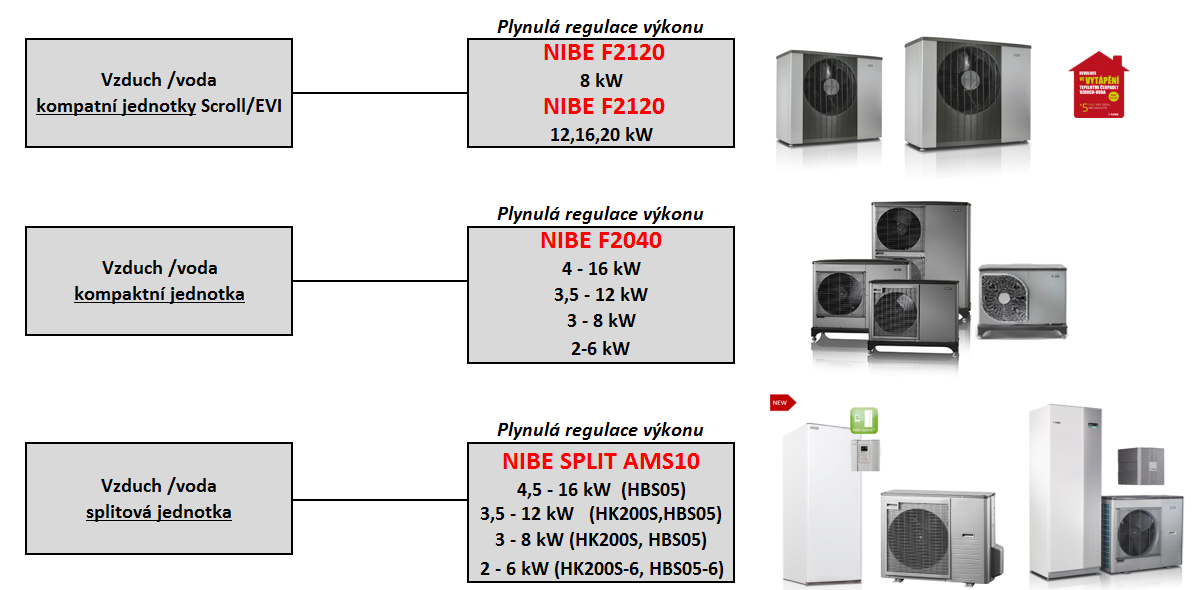 Plynulá regulace výkonu
Vzduch /voda
kompatní jednotky Scroll/EVI
NIBE F2120
8 kW
NIBE F2120
12,16,20 kW
VYTÁPĚNÍ
TEPELNÝMI ČERPADLY
VZDUCH-VODA
Plynulá regulace výkonu
Vzduch /voda
kompaktní jednotka
NIBE F2040
4 - 16 kW
3,5 - 12 kW
3 - 8 kW
2-6 kW
NEW
Plynulá regulace výkonu
Vzduch /voda
splitová jednotka
NIBE SPLIT AMS10
4,5 - 16 kW (HBS05)
3,5 - 12 kW (HK200S,HBS05)
3 - 8 kW (HK200S, HBS05)
2 - 6 kW (HK200S-6, HBS05-6)